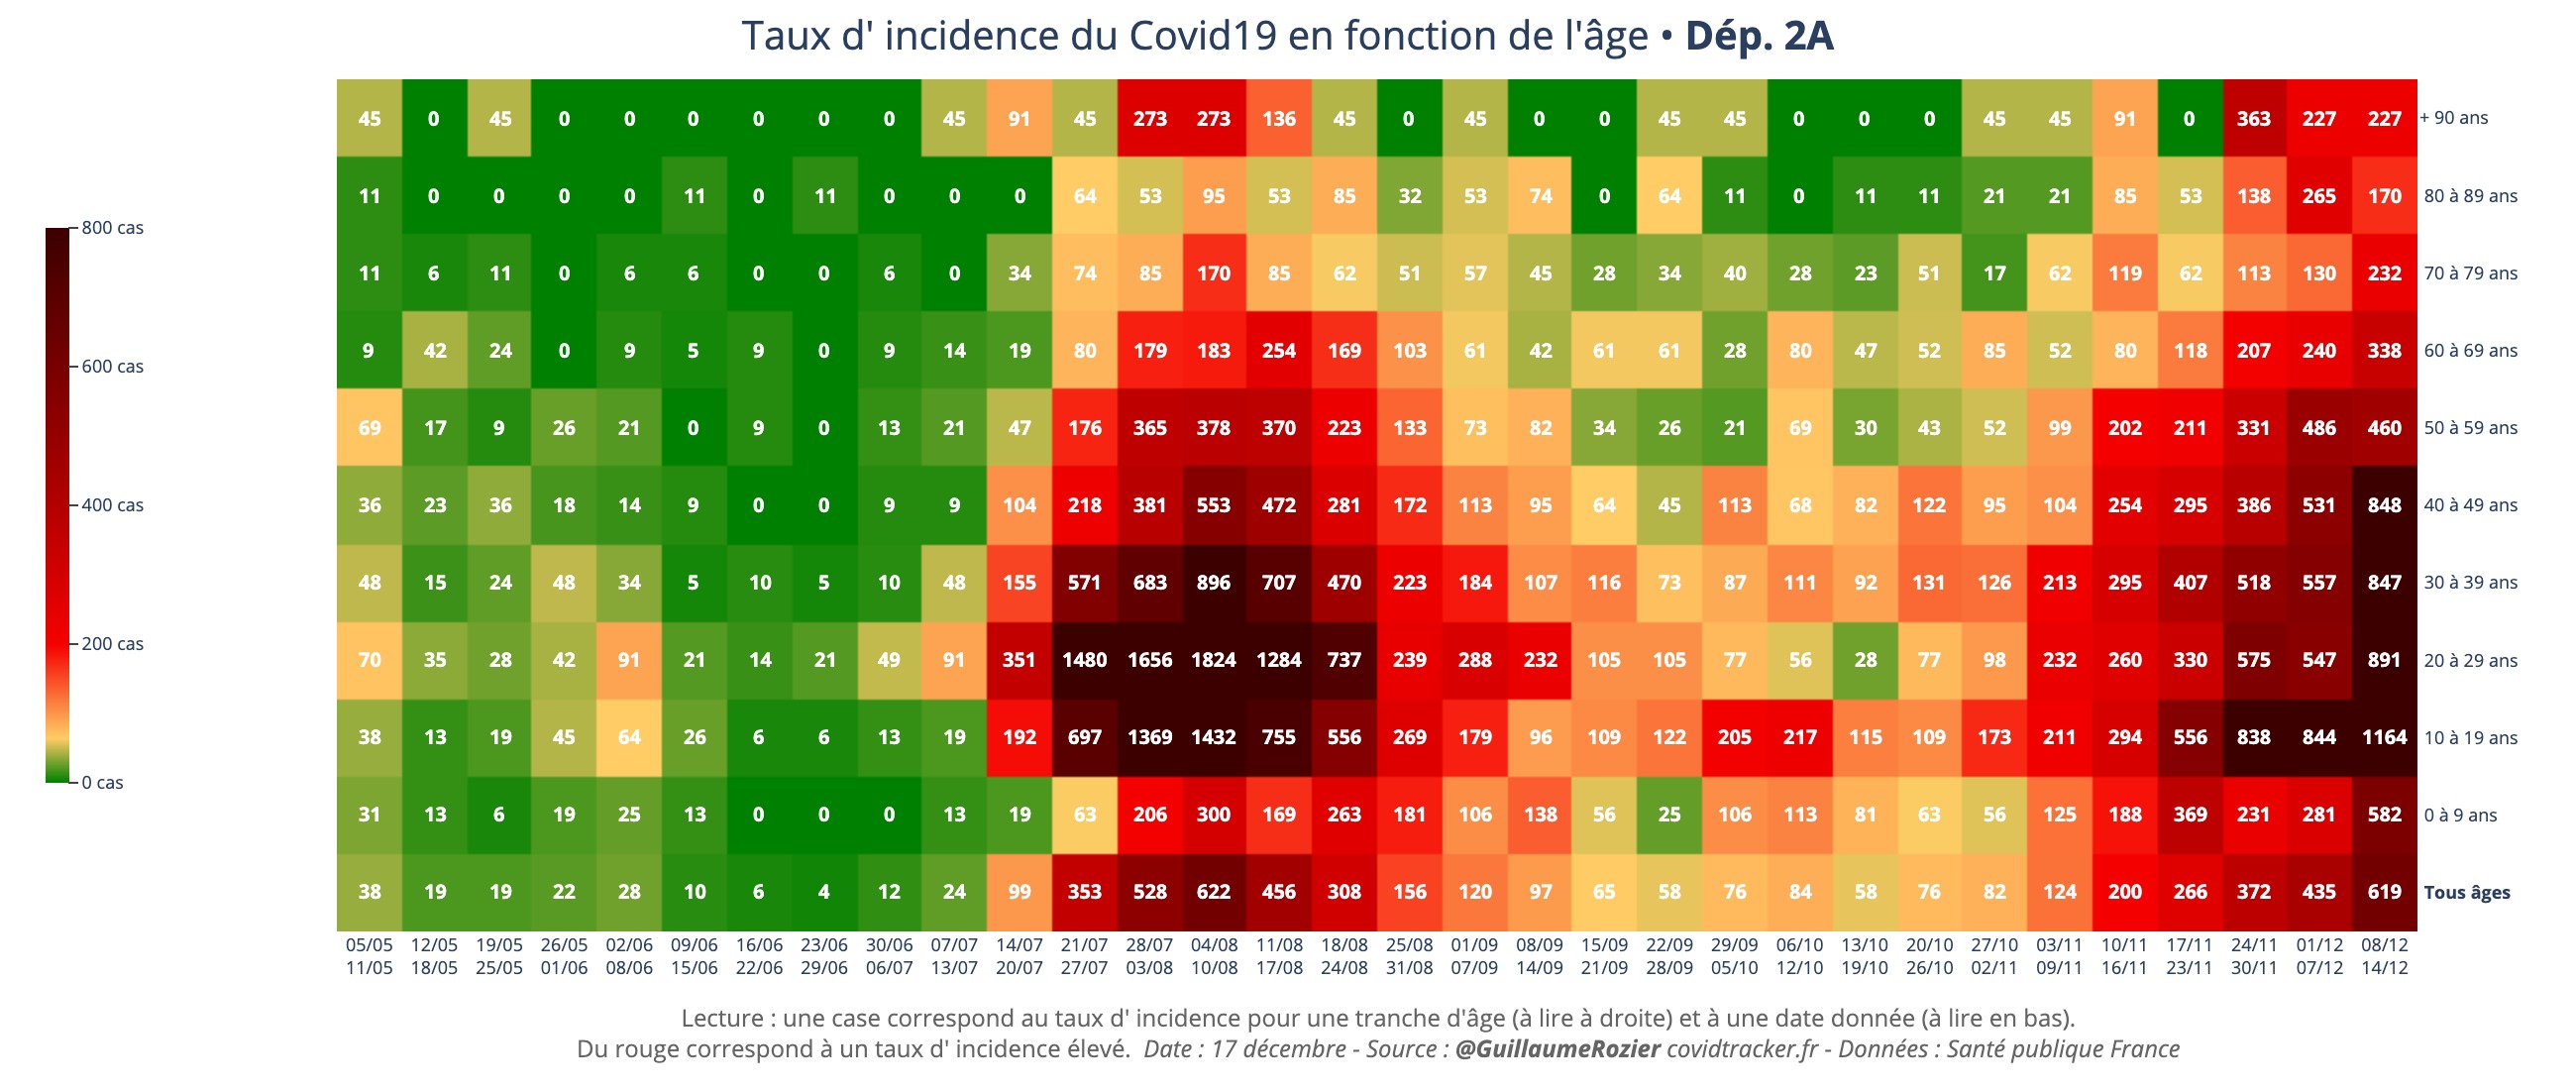 Taux d' incidence du Covid19 en fonction de l'âge • Dép. 2A
800 cas
600 cas
400 cas
200 cas
0 cas
45 0 45 0 0 0 0 0 0 45 91 45 273 273 136 45 0 45 0 0 45 45 0 0 0 45 45 91 0 363 227 227 + 90 ans
11 0 0 0 0 11 0 11 0 0 0 64 53 95 53 85 32 53 74 0 64 11 0 11 11 21 21 85 53 138 265 170 80 à 89 ans
11 6 11 0 6 6 0 0 6 0 34 74 85 170 85 62 51 57 45 28 34 40 28 23 51 17 62 119 62 113 130 232 70 à 79 ans
9 42 24 0 9 5 9 0 9 14 19 80 179 183 254 169 103 61 42 61 61 28 80 47 52 85 52 80 118 207 240 338 60 à 69 ans
69 17 9 26 21 0 9 0 13 21 47 176 365 378 370 223 133 73 82 34 26 21 69 30 43 52 99 202 211 331 486 460 50 à 59 ans
36 23 36 18 14 9 0 0 9 9 104 218 381 553 472 281 172 113 95 64 45 113 68 82 122 95 104 254 295 386 531 848 40 à 49 ans
48 15 24 48 34 5 10 5 10 48 155 571 683 896 707 470 223 184 107 116 73 87 111 92 131 126 213 295 407 518 557 847 30 à 39 ans
70 35 28 42 91 21 14 21 49 91 351 1480 1656 1824 1284 737 239 288 232 105 105 77 56 28 77 98 232 260 330 575 547 891 20 à 29 ans
38 13 19 45 64 26 6 6 13 19 192 697 1369 1432 755 556 269 179 96 109 122 205 217 115 109 173 211 294 556 838 844 1164 10 à 19 ans
31 13 6 19 25 13 0 0 0 13 19 63 206 300 169 263 181 106 138 56 25 106 113 81 63 56 125 188 369 231 281 582 0 à 9 ans
38 19 19 22 28 10 6 4 12 24 99 353 528 622 456 308 156 120 97 65 58 76 84 58 76 82 124 200 266 372 435 619 Tous âges
05/05 12/05 19/05 26/05 02/06 09/06 16/06 23/06 30/06 07/07 14/07 21/07 28/07 04/08 11/08 18/08 25/08 01/09 08/09 15/09 22/09 29/09 06/10 13/10 20/10 27/10 03/11 10/11 17/11 24/11 01/12 08/12
11/05 18/05 25/05 01/06 08/06 15/06 22/06 29/06 06/07 13/07 20/07 27/07 03/08 10/08 17/08 24/08 31/08 07/09 14/09 21/09 28/09 05/10 12/10 19/10 26/10 02/11 09/11 16/11 23/11 30/11 07/12 14/12
Lecture : une case correspond au taux d' incidence pour une tranche d'âge (à lire à droite) et à une date donnée (à lire en bas).
Du rouge correspond à un taux d' incidence élevé. Date : 17 décembre - Source : @GuillaumeRozier covidtracker.fr - Données : Santé publique France